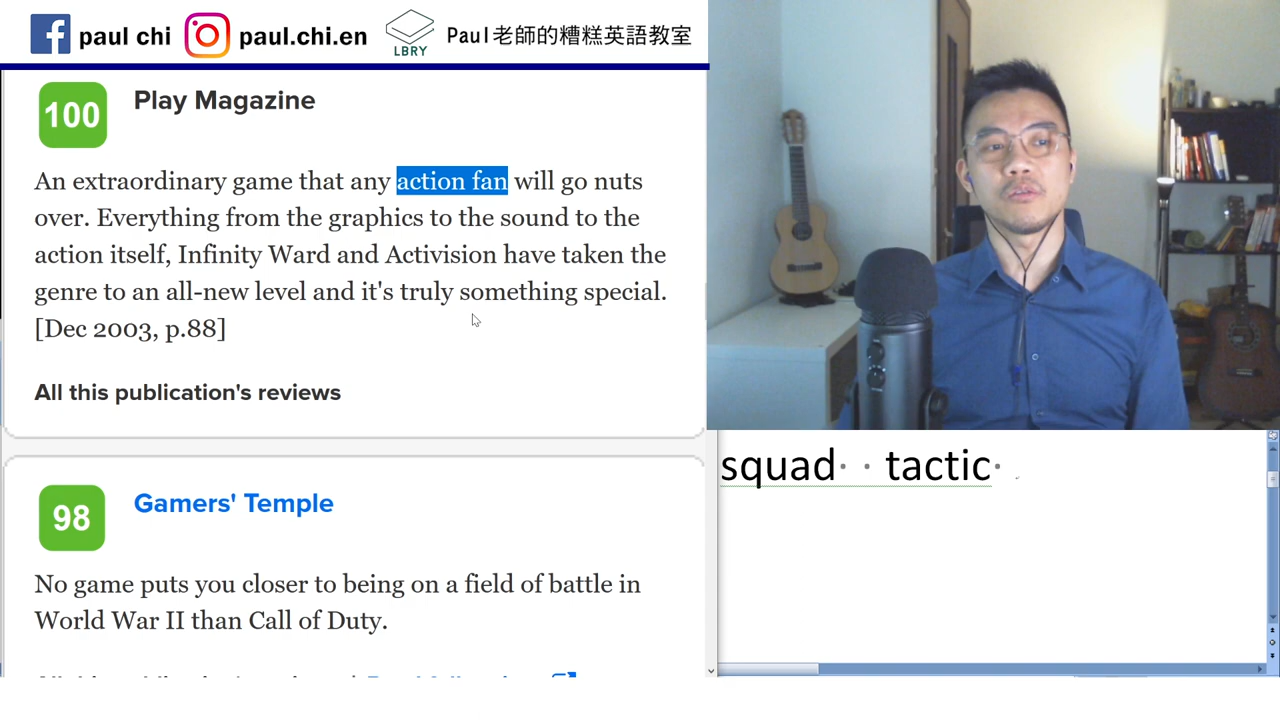 paul chi paul.chi.en LBRY Paul老師的糟糕英語教室
100 Play Magazine
An extraordinary game that any action fan will go nuts
over. Everything from the graphics to the sound to the
action itself, Infinity Ward and Activision have taken the
genre to an all-new level and it's truly something special.
[Dec 2003, p.88]
All this publication's reviews
98 Gamers' Temple
No game puts you closer to being on a field of battle in
World War II than Call of Duty.
squad tactic